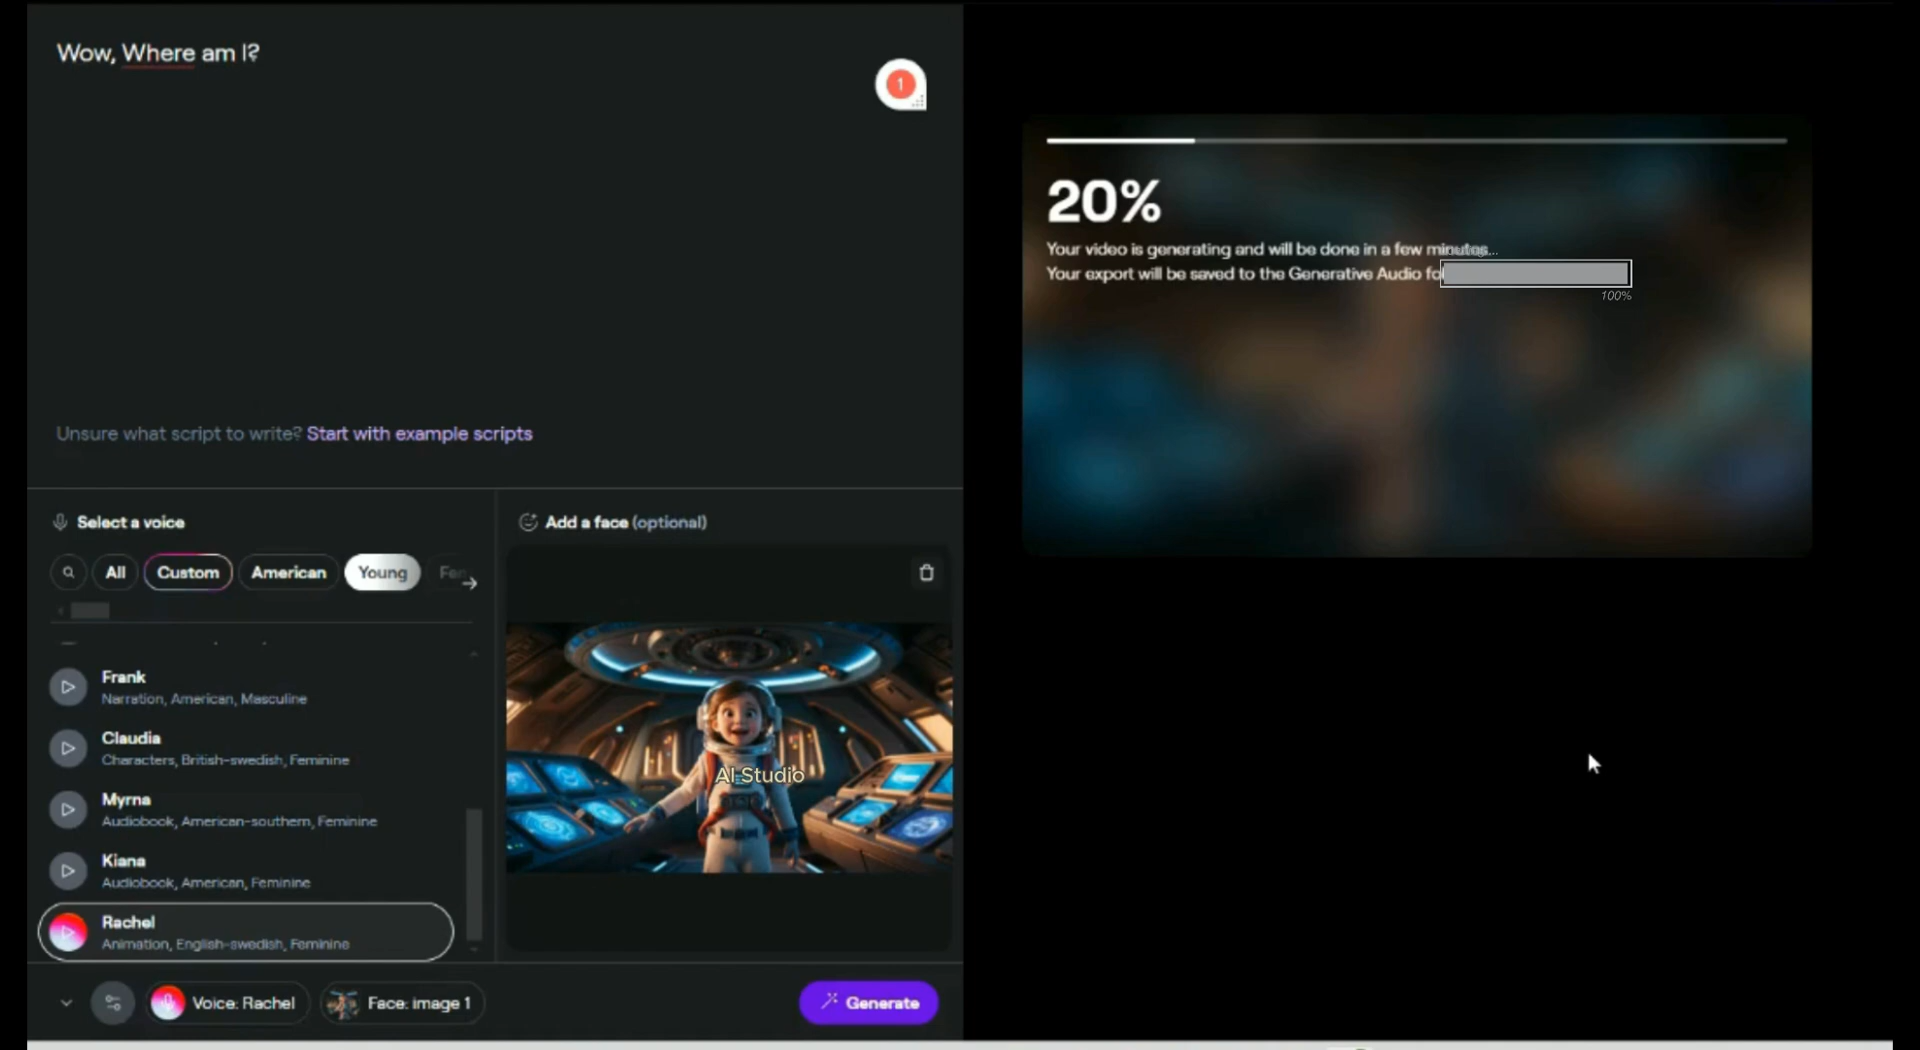 Wow, Where am I?
1
Unsure what script to write? Start with example scripts
Select a voice
All
Custom
American
Young
Frank
Narration, American, Masculine
Claudia
Characters, British-swedish, Feminine
Myrna
Audiobook, American-southern, Feminine
Kiana
Audiobook, American, Feminine
Rachel
Animation, English-swedish, Feminine
Add a face (optional)
AI Studio
Voice: Rachel
Face: image 1
Generate
20%
Your video is generating and will be done in a few minutes...
Your export will be saved to the Generative Audio
100%